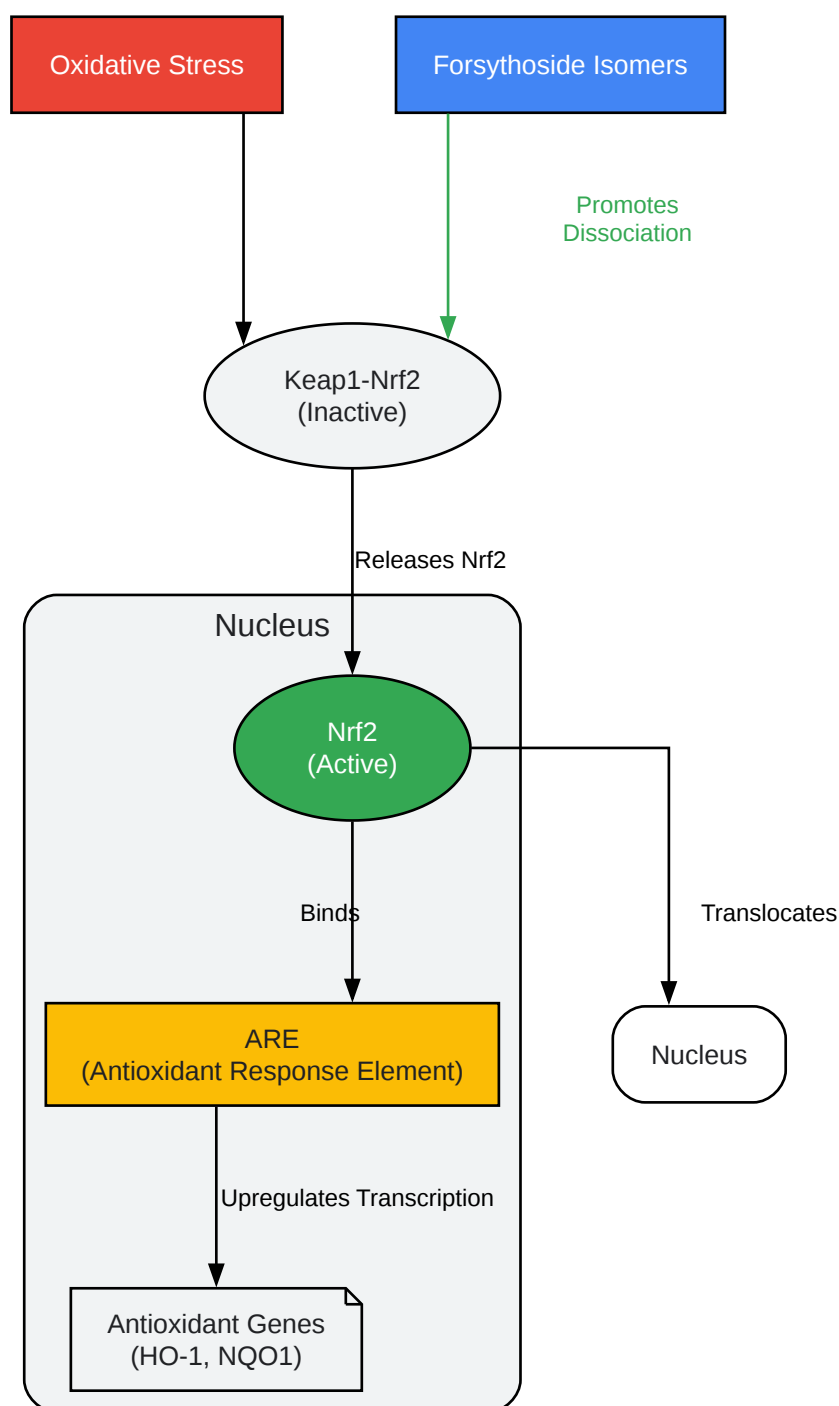 Oxidative Stress
Forsythoside Isomers
Promotes
Dissociation
Keap1-Nrf2
(Inactive)
Releases Nrf2
Nucleus
Nrf2
(Active)
Binds
Translocates
ARE
(Antioxidant Response Element)
Nucleus
Upregulates Transcription
Antioxidant Genes
(HO-1, NQO1)